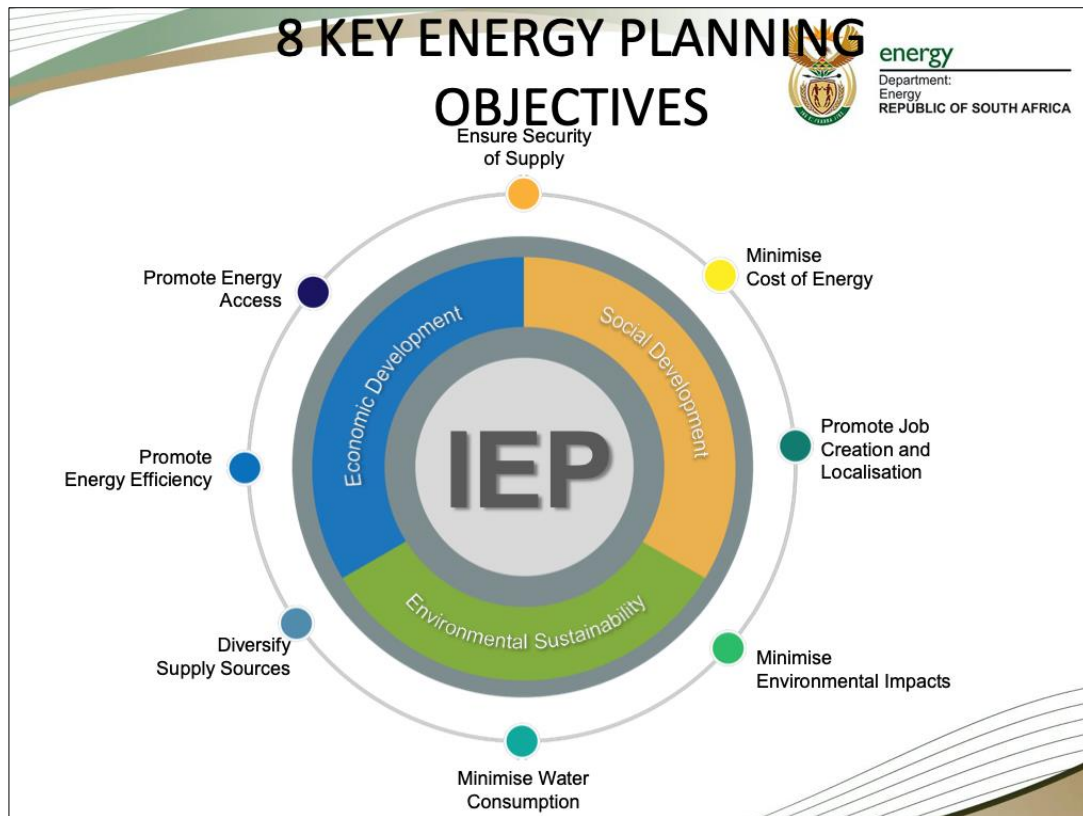 8 KEY ENERGY PLANNING
OBJECTIVES
energy
Department:
Energy
REPUBLIC OF SOUTH AFRICA
Ensure Security
of Supply
Minimise
Cost of Energy
Promote Job
Creation and
Localisation
Minimise
Environmental Impacts
Minimise Water
Consumption
Diversify
Supply Sources
Promote
Energy Efficiency
Promote Energy
Access
Economic Development
Social Development
Environmental Sustainability
IEP